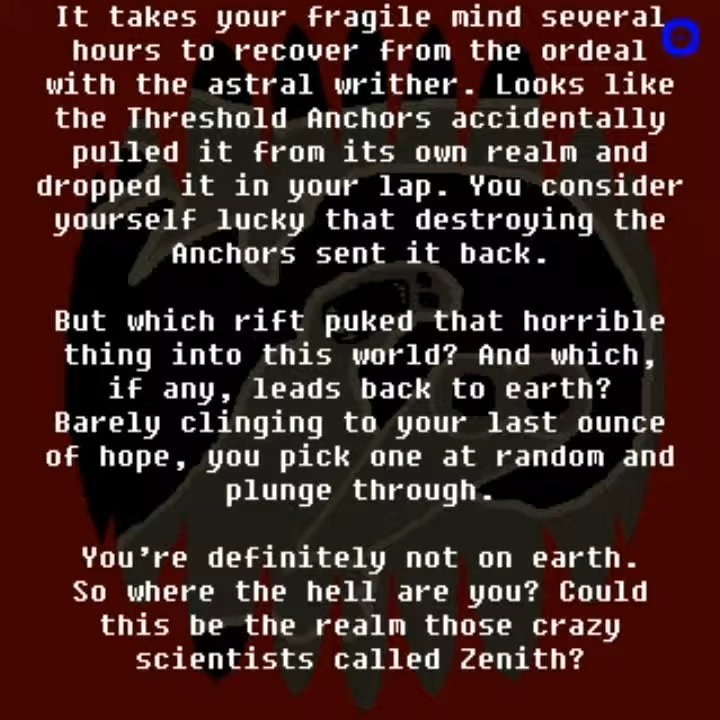 It takes your fragile mind several
hours to recover from the ordeal
with the astral writher. Looks like
the Threshold Anchors accidentally
pulled it from its own realm and
dropped it in your lap. You consider
yourself lucky that destroying the
Anchors sent it back.
But which rift puked that horrible
thing into this world? And which,
if any, leads back to earth?
Barely clinging to your last ounce
of hope, you pick one at random and
plunge through.
You're definitely not on earth.
So where the hell are you? Could
this be the realm those crazy
scientists called Zenith?